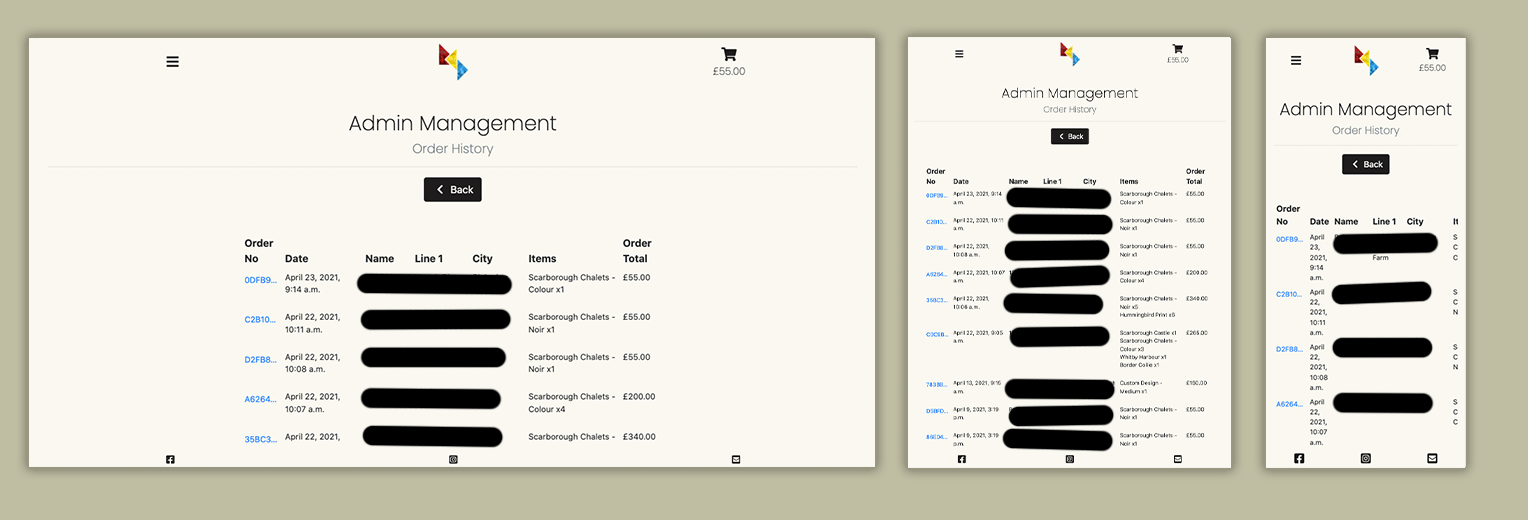 £55.00
Admin Management
Order History
Back
Order
No Date Name Line 1 City Items Order
Total
0DFB9... April 23, 2021, Scarborough Chalets - £55.00
9:14 a.m. Colour x1
C2B10... April 22, 2021, Scarborough Chalets - £55.00
10:11 a.m. Noir x1
D2FB8... April 22, 2021, Scarborough Chalets - £55.00
10:08 a.m. Noir x1
A6264... April 22, 2021, Scarborough Chalets - £200.00
10:07 a.m. Colour x4
35BC3... April 22, 2021, Scarborough Chalets - £340.00
£55.00
Admin Management
Order History
Back
Order
No Date Name Line 1 City Items Order
Total
0DFB9... April 23, 2021, 9:14 Scarborough Chalets - £55.00
a.m. Colour x1
C2B10... April 22, 2021, 10:11 Scarborough Chalets - £55.00
a.m. Noir x1
D2FB8... April 22, 2021, Scarborough Chalets - £55.00
10:08 a.m. Noir x1
A6264... April 22, 2021, 10:07 Scarborough Chalets - £200.00
a.m. Colour x4
35BC3... April 22, 2021, Scarborough Chalets - £340.00
10:06 a.m. Noir x5
Hummingbird Print x6
April 22, 2021, 9:05 Scarborough Castle x1 £265.00
a.m. Scarborough Chalets -
Colour x3
Whitby Harbour x1
Border Collie x1
April 13, 2021, 9:15 Custom Design - £150.00
a.m. Medium x1
April 9, 2021, 3:19 Scarborough Chalets - £55.00
p.m. Noir x1
April 9, 2021, 3:19 Scarborough Chalets - £55.00
p.m. Noir x1
£55.00
Admin Management
Order History
Back
Order
No Date Name Line 1 City It
0DFB9... April S
23, C
2021, Farm C
9:14
a.m.
C2B10... April S
22, C
2021, N
10:11
a.m.
D2FB8... April S
22, C
2021, N
10:08
a.m.
A6264... April S
22, C
2021, C
10:07
a.m.